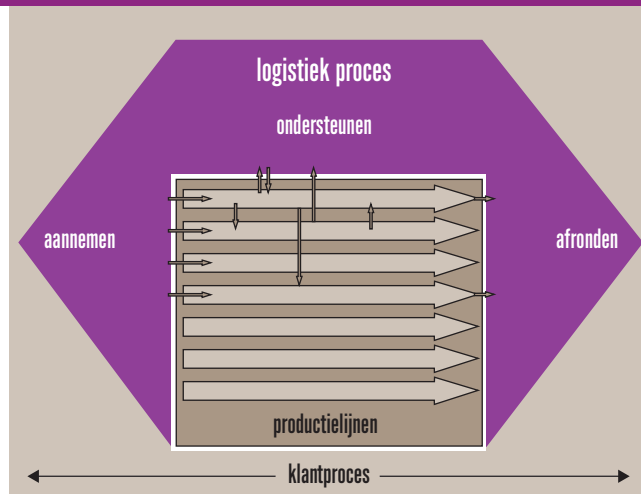 logistiek proces
ondersteunen
aannemen
afronden
productielijnen
klantproces